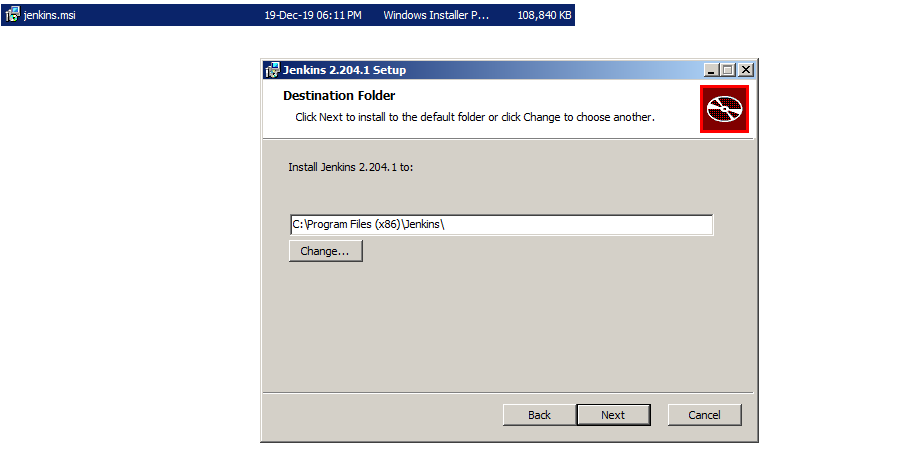 jenkins.msi 19-Dec-19 06:11 PM Windows Installer P... 108,840 KB
Jenkins 2.204.1 Setup
Destination Folder
Click Next to install to the default folder or click Change to choose another.
Install Jenkins 2.204.1 to:
C:\Program Files (x86)\Jenkins\
Change...
Back Next Cancel